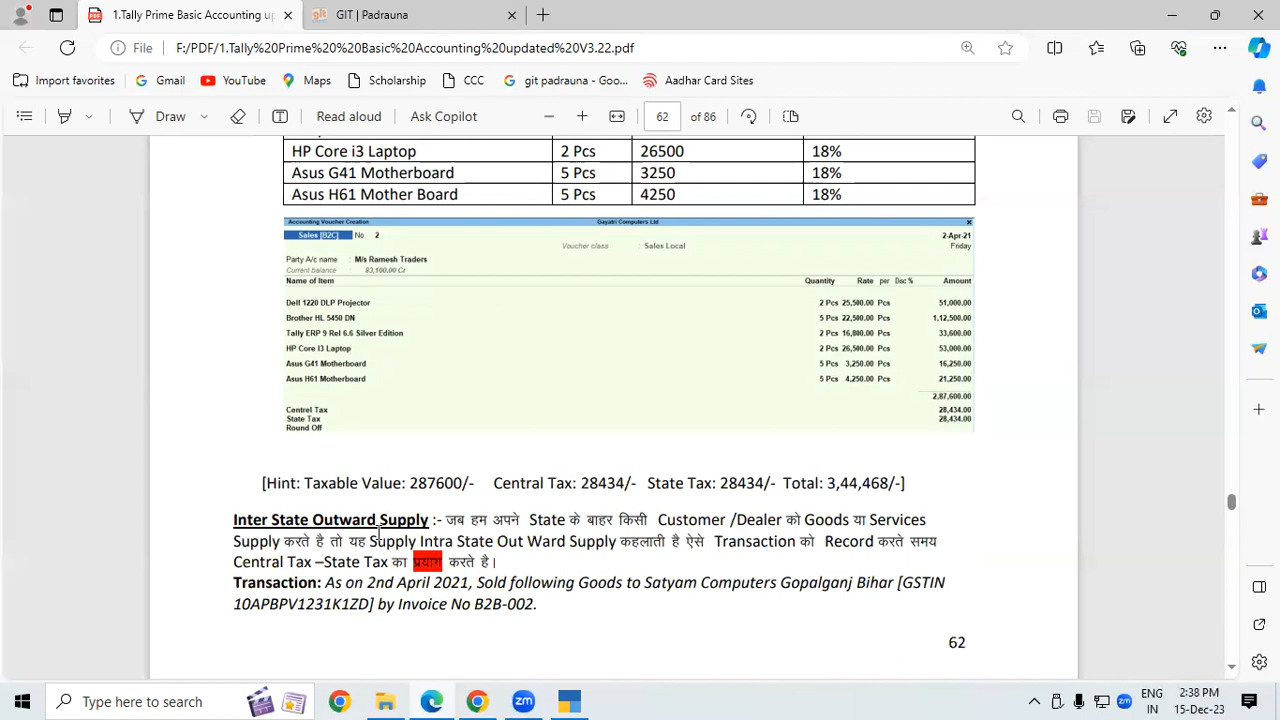 1.Tally Prime Basic Accounting up
GIT | Padrauna
File
F:/PDF/1.Tally%20Prime%20%20Basic%20Accounting%20updated%20V3.22.pdf
Import favorites
Gmail
YouTube
Maps
Scholarship
CCC
git padrauna - Goo...
Aadhar Card Sites
Draw
Read aloud
Ask Copilot
62 of 86
HP Core i3 Laptop 2 Pcs 26500 18%
Asus G41 Motherboard 5 Pcs 3250 18%
Asus H61 Mother Board 5 Pcs 4250 18%
Accounting Voucher Creation Gayatri Computers Ltd
Sales [B2C] No. 2 2-Apr-21
Voucher class : Sales Local Friday
Party A/c name : M/s Ramesh Traders
Current balance : 83,100.00 Cr
Name of Item Quantity Rate per Disc % Amount
Dell 1220 DLP Projector 2 Pcs 25,500.00 Pcs 51,000.00
Brother HL 5450 DN 5 Pcs 22,500.00 Pcs 1,12,500.00
Tally ERP 9 Rel 6.6 Silver Edition 2 Pcs 16,800.00 Pcs 33,600.00
HP Core I3 Laptop 2 Pcs 26,500.00 Pcs 53,000.00
Asus G41 Motherboard 5 Pcs 3,250.00 Pcs 16,250.00
Asus H61 Motherboard 5 Pcs 4,250.00 Pcs 21,250.00
2,87,600.00
Centrel Tax 28,434.00
State Tax 28,434.00
Round Off
[Hint: Taxable Value: 287600/- Central Tax: 28434/- State Tax: 28434/- Total: 3,44,468/-]
Inter State Outward Supply :- जब हम अपने State के बाहर किसी Customer /Dealer को Goods या Services
Supply करते है तो यह Supply Intra State Out Ward Supply कहलाती है ऐसे Transaction को Record करते समय
Central Tax –State Tax का प्रयाग करते है।
Transaction: As on 2nd April 2021, Sold following Goods to Satyam Computers Gopalganj Bihar [GSTIN
10APBPV1231K1ZD] by Invoice No B2B-002.
62
Type here to search
ENG
IN
2:38 PM
15-Dec-23